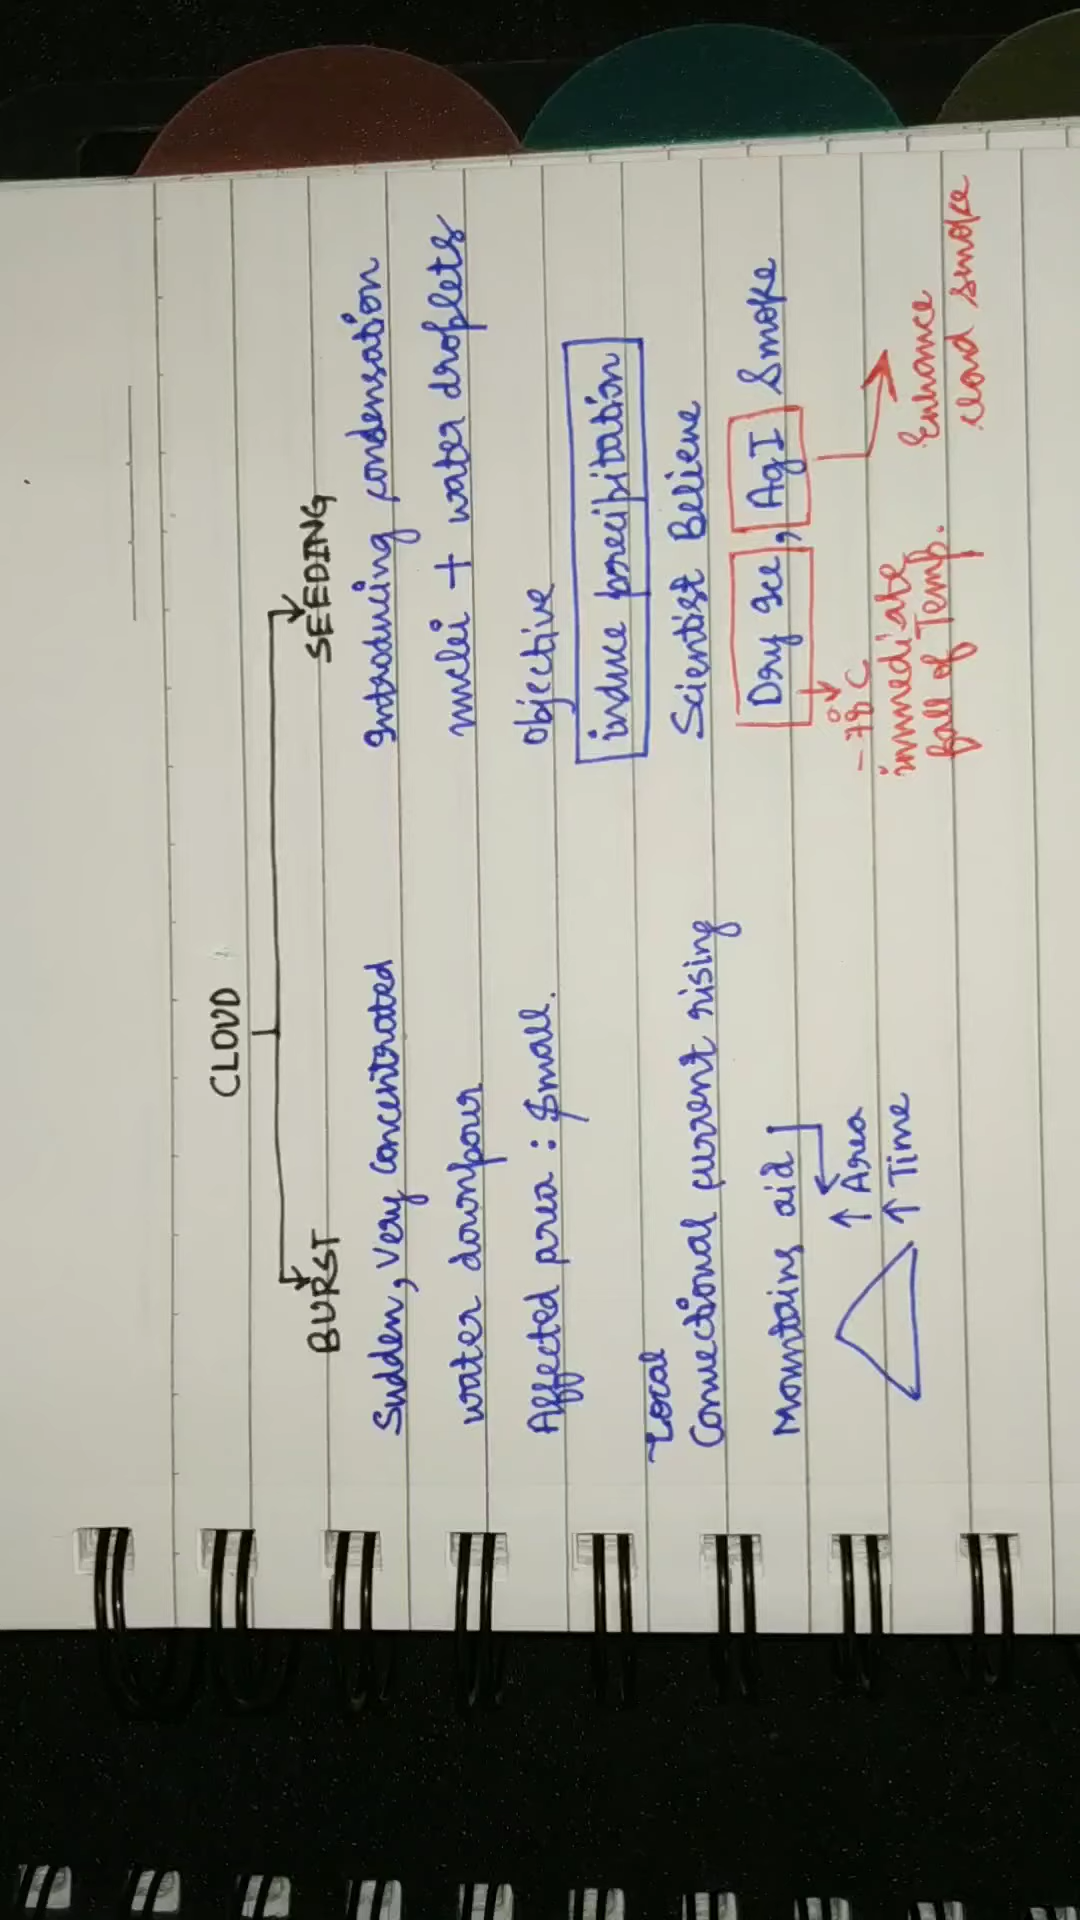 CLOUD
BURST
Sudden, Very concentrated
water downpour
Affected area : Small.
Local
Convectional current rising
Mountains aid
↑ Area
↑ Time
SEEDING
Introducing condensation
nuclei + water droplets
Objective
induce precipitation
Scientist Believe
Dry Ice, AgI Smoke
-78°C
immediate
fall of Temp.
Enhance
cloud smoke